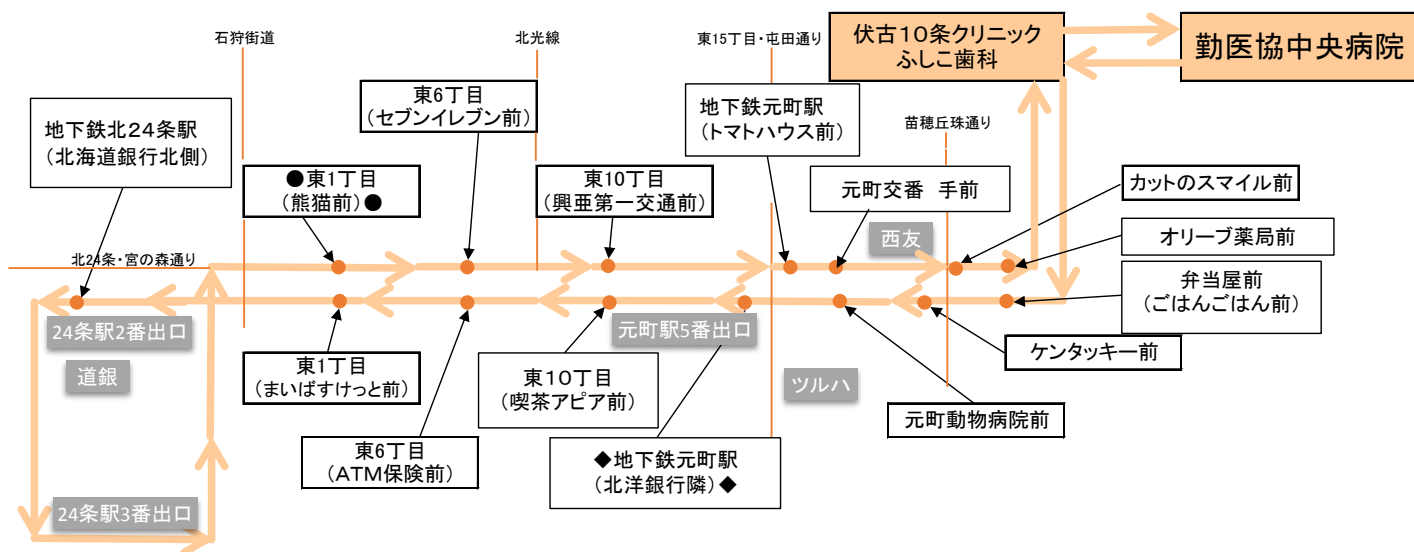 石狩街道
北光線
東15丁目・屯田通り
伏古10条クリニック
ふしこ歯科
勤医協中央病院
地下鉄北24条駅
(北海道銀行北側)
東6丁目
(セブンイレブン前)
地下鉄元町駅
(トマトハウス前)
苗穂丘珠通り
●東1丁目
(熊猫前)●
東10丁目
(興亜第一交通前)
元町交番 手前
カットのスマイル前
西友
オリーブ薬局前
北24条・宮の森通り
弁当屋前
(ごはんごはん前)
24条駅2番出口
元町駅5番出口
ケンタッキー前
道銀
東1丁目
(まいばすけっと前)
東10丁目
(喫茶アピア前)
ツルハ
元町動物病院前
東6丁目
(ATM保険前)
◆地下鉄元町駅
(北洋銀行隣)◆
24条駅3番出口